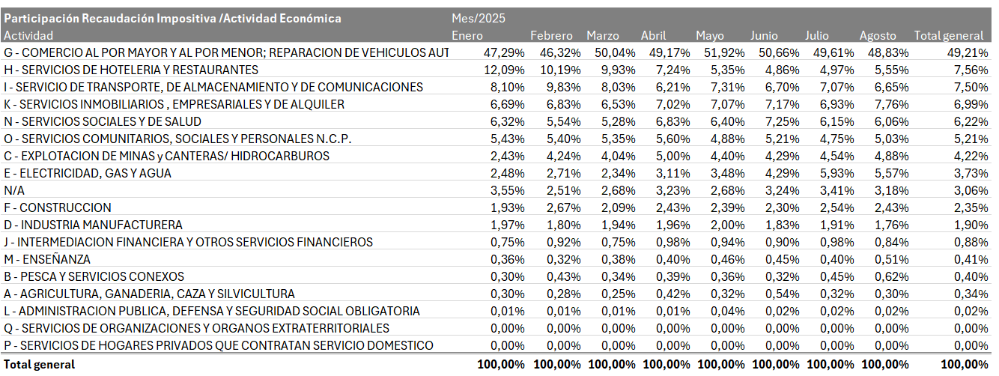 Participación Recaudación Impositiva /Actividad Económica Mes/2025
Actividad Enero Febrero Marzo Abril Mayo Junio Julio Agosto Total general
G - COMERCIO AL POR MAYOR Y AL POR MENOR; REPARACION DE VEHICULOS AUT 47,29% 46,32% 50,04% 49,17% 51,92% 50,66% 49,61% 48,83% 49,21%
H - SERVICIOS DE HOTELERIA Y RESTAURANTES 12,09% 10,19% 9,93% 7,24% 5,35% 4,86% 4,97% 5,55% 7,56%
I - SERVICIO DE TRANSPORTE, DE ALMACENAMIENTO Y DE COMUNICACIONES 8,10% 9,83% 8,03% 6,21% 7,31% 6,70% 7,07% 6,65% 7,50%
K - SERVICIOS INMOBILIARIOS , EMPRESARIALES Y DE ALQUILER 6,69% 6,83% 6,53% 7,02% 7,07% 7,17% 6,93% 7,76% 6,99%
N - SERVICIOS SOCIALES Y DE SALUD 6,32% 5,54% 5,28% 6,83% 6,40% 7,25% 6,15% 6,06% 6,22%
O - SERVICIOS COMUNITARIOS, SOCIALES Y PERSONALES N.C.P. 5,43% 5,40% 5,35% 5,60% 4,88% 5,21% 4,75% 5,03% 5,21%
C - EXPLOTACION DE MINAS y CANTERAS/ HIDROCARBUROS 2,43% 4,24% 4,04% 5,00% 4,40% 4,29% 4,54% 4,88% 4,22%
E - ELECTRICIDAD, GAS Y AGUA 2,48% 2,71% 2,34% 3,11% 3,48% 4,29% 5,93% 5,57% 3,73%
N/A 3,55% 2,51% 2,68% 3,23% 2,68% 3,24% 3,41% 3,18% 3,06%
F - CONSTRUCCION 1,93% 2,67% 2,09% 2,43% 2,39% 2,30% 2,54% 2,43% 2,35%
D - INDUSTRIA MANUFACTURERA 1,97% 1,80% 1,94% 1,96% 2,00% 1,83% 1,91% 1,76% 1,90%
J - INTERMEDIACION FINANCIERA Y OTROS SERVICIOS FINANCIEROS 0,75% 0,92% 0,75% 0,98% 0,94% 0,90% 0,98% 0,84% 0,88%
M - ENSEÑANZA 0,36% 0,32% 0,38% 0,40% 0,46% 0,45% 0,40% 0,51% 0,41%
B - PESCA Y SERVICIOS CONEXOS 0,30% 0,43% 0,34% 0,39% 0,36% 0,32% 0,45% 0,62% 0,40%
A - AGRICULTURA, GANADERIA, CAZA Y SILVICULTURA 0,30% 0,28% 0,25% 0,42% 0,32% 0,54% 0,32% 0,30% 0,34%
L - ADMINISTRACION PUBLICA, DEFENSA Y SEGURIDAD SOCIAL OBLIGATORIA 0,01% 0,01% 0,01% 0,01% 0,04% 0,02% 0,02% 0,02% 0,02%
Q - SERVICIOS DE ORGANIZACIONES Y ORGANOS EXTRATERRITORIALES 0,00% 0,00% 0,00% 0,00% 0,00% 0,00% 0,00% 0,00% 0,00%
P - SERVICIOS DE HOGARES PRIVADOS QUE CONTRATAN SERVICIO DOMESTICO 0,00% 0,00% 0,00% 0,00% 0,00% 0,00% 0,00% 0,00% 0,00%
Total general 100,00% 100,00% 100,00% 100,00% 100,00% 100,00% 100,00% 100,00% 100,00%